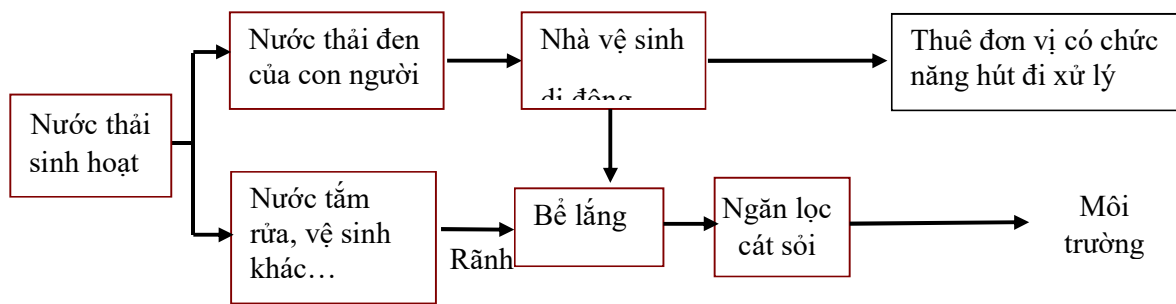 Nước thải
sinh hoạt
Nước thải đen
của con người
Nhà vệ sinh
di động
Thuê đơn vị có chức
năng hút đi xử lý
Nước tắm
rửa, vệ sinh
khác…
Rãnh
Bể lắng
Ngăn lọc
cát sỏi
Môi
trường